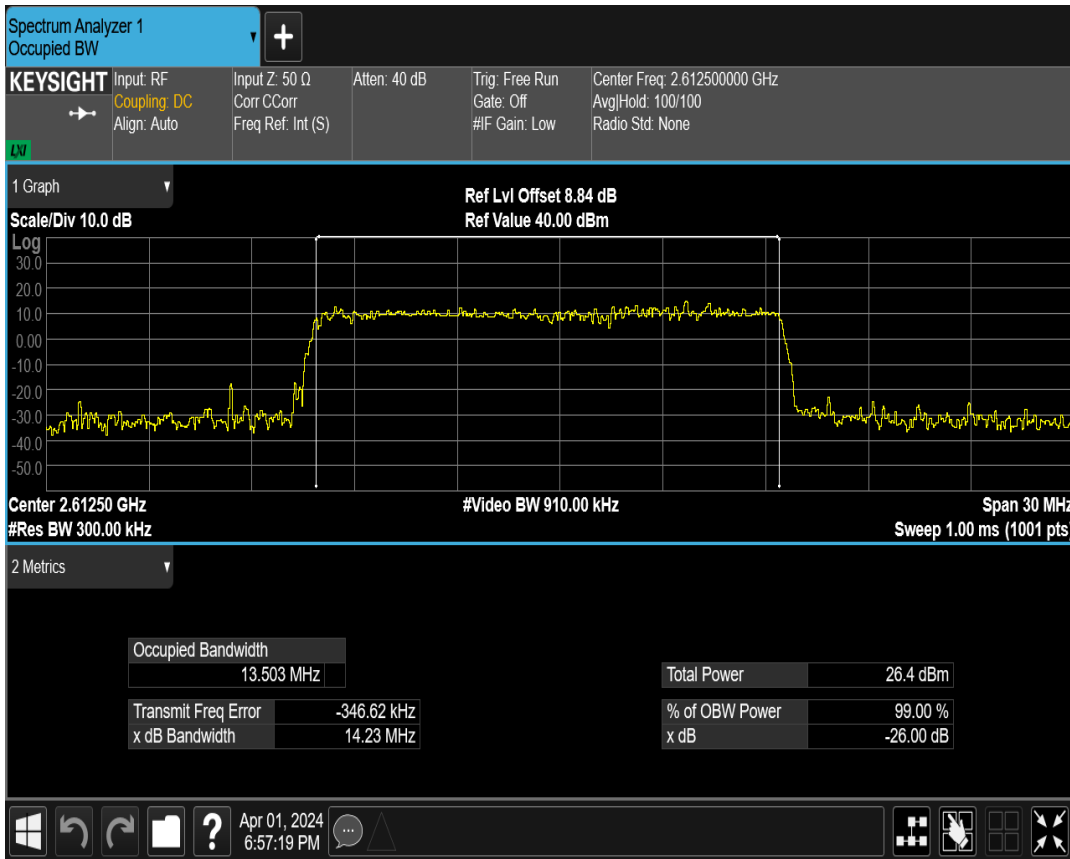 Spectrum Analyzer 1
Occupied BW
+
KEYSIGHT Input: RF Input Z: 50 Ω Atten: 40 dB Trig: Free Run Center Freq: 2.612500000 GHz
Coupling: DC Corr CCorr Gate: Off Avg|Hold: 100/100
Align: Auto Freq Ref: Int (S) #IF Gain: Low Radio Std: None
LXI
1 Graph
Ref Lvl Offset 8.84 dB
Scale/Div 10.0 dB Ref Value 40.00 dBm
Log
30.0
20.0
10.0
0.00
-10.0
-20.0
-30.0
-40.0
-50.0
Center 2.61250 GHz #Video BW 910.00 kHz Span 30 MHz
#Res BW 300.00 kHz Sweep 1.00 ms (1001 pts)
2 Metrics
Occupied Bandwidth
13.503 MHz Total Power 26.4 dBm
Transmit Freq Error -346.62 kHz % of OBW Power 99.00 %
x dB Bandwidth 14.23 MHz x dB -26.00 dB
? Apr 01, 2024
6:57:19 PM